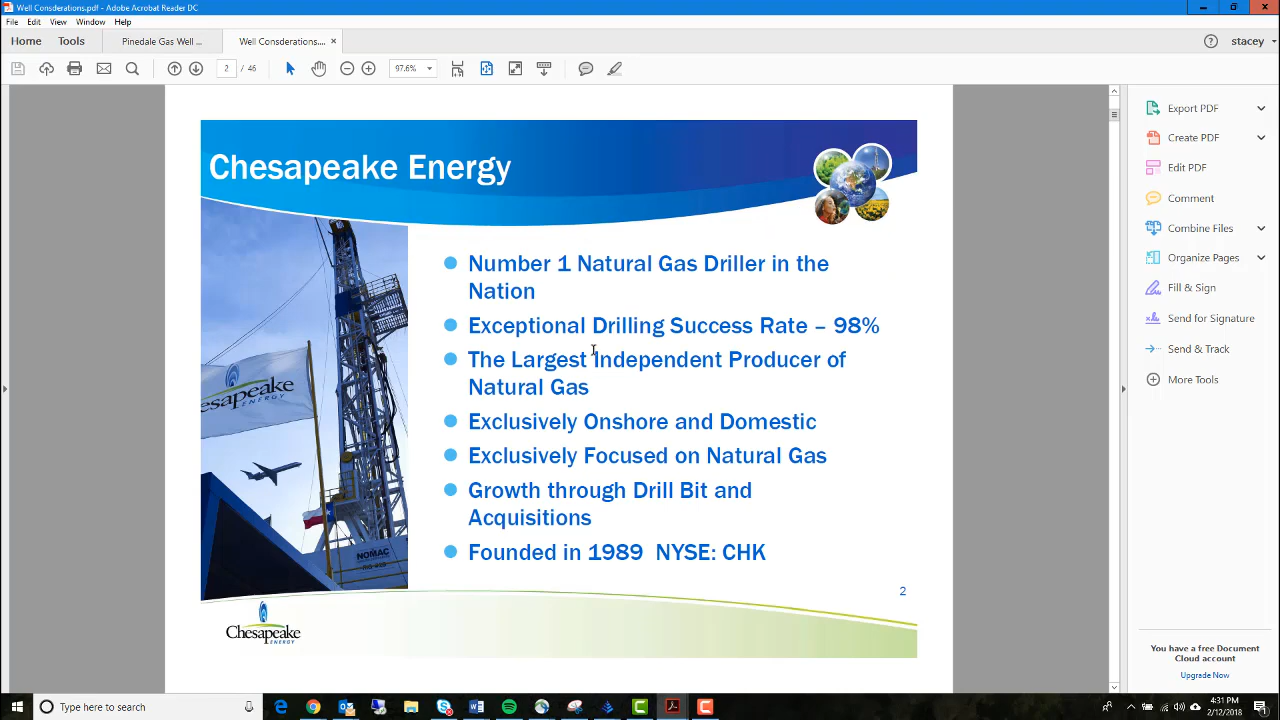 Well Consderations.pdf - Adobe Acrobat Reader DC
File Edit View Window Help
Home Tools Pinedale Gas Well ... Well Consderations.... × stacey
2 / 46 97.6%
Chesapeake Energy
Number 1 Natural Gas Driller in the
Nation
Exceptional Drilling Success Rate – 98%
The Largest Independent Producer of
Natural Gas
Exclusively Onshore and Domestic
Exclusively Focused on Natural Gas
Growth through Drill Bit and
Acquisitions
Founded in 1989 NYSE: CHK
2
esapeake
ENERGY
NOMAC
Chesapeake
ENERGY
Export PDF
Create PDF
Edit PDF
Comment
Combine Files
Organize Pages
Fill & Sign
Send for Signature
Send & Track
More Tools
You have a free Document
Cloud account
Upgrade Now
Type here to search
4:31 PM
2/12/2018